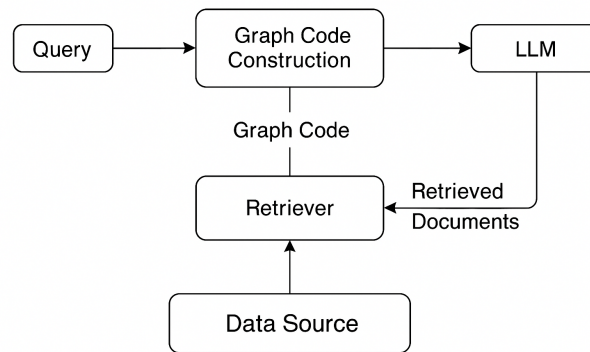 Query
Graph Code
Construction
LLM
Graph Code
Retriever
Retrieved
Documents
Data Source